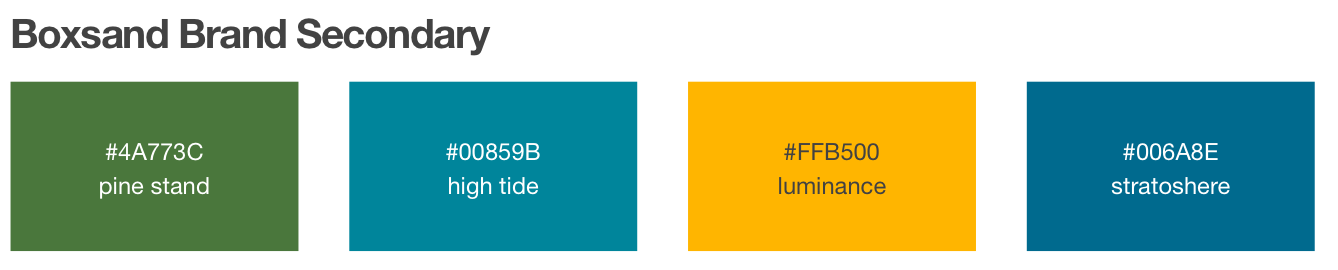 Boxsand Brand Secondary
#4A773C
pine stand
#00859B
high tide
#FFB500
luminance
#006A8E
stratoshere